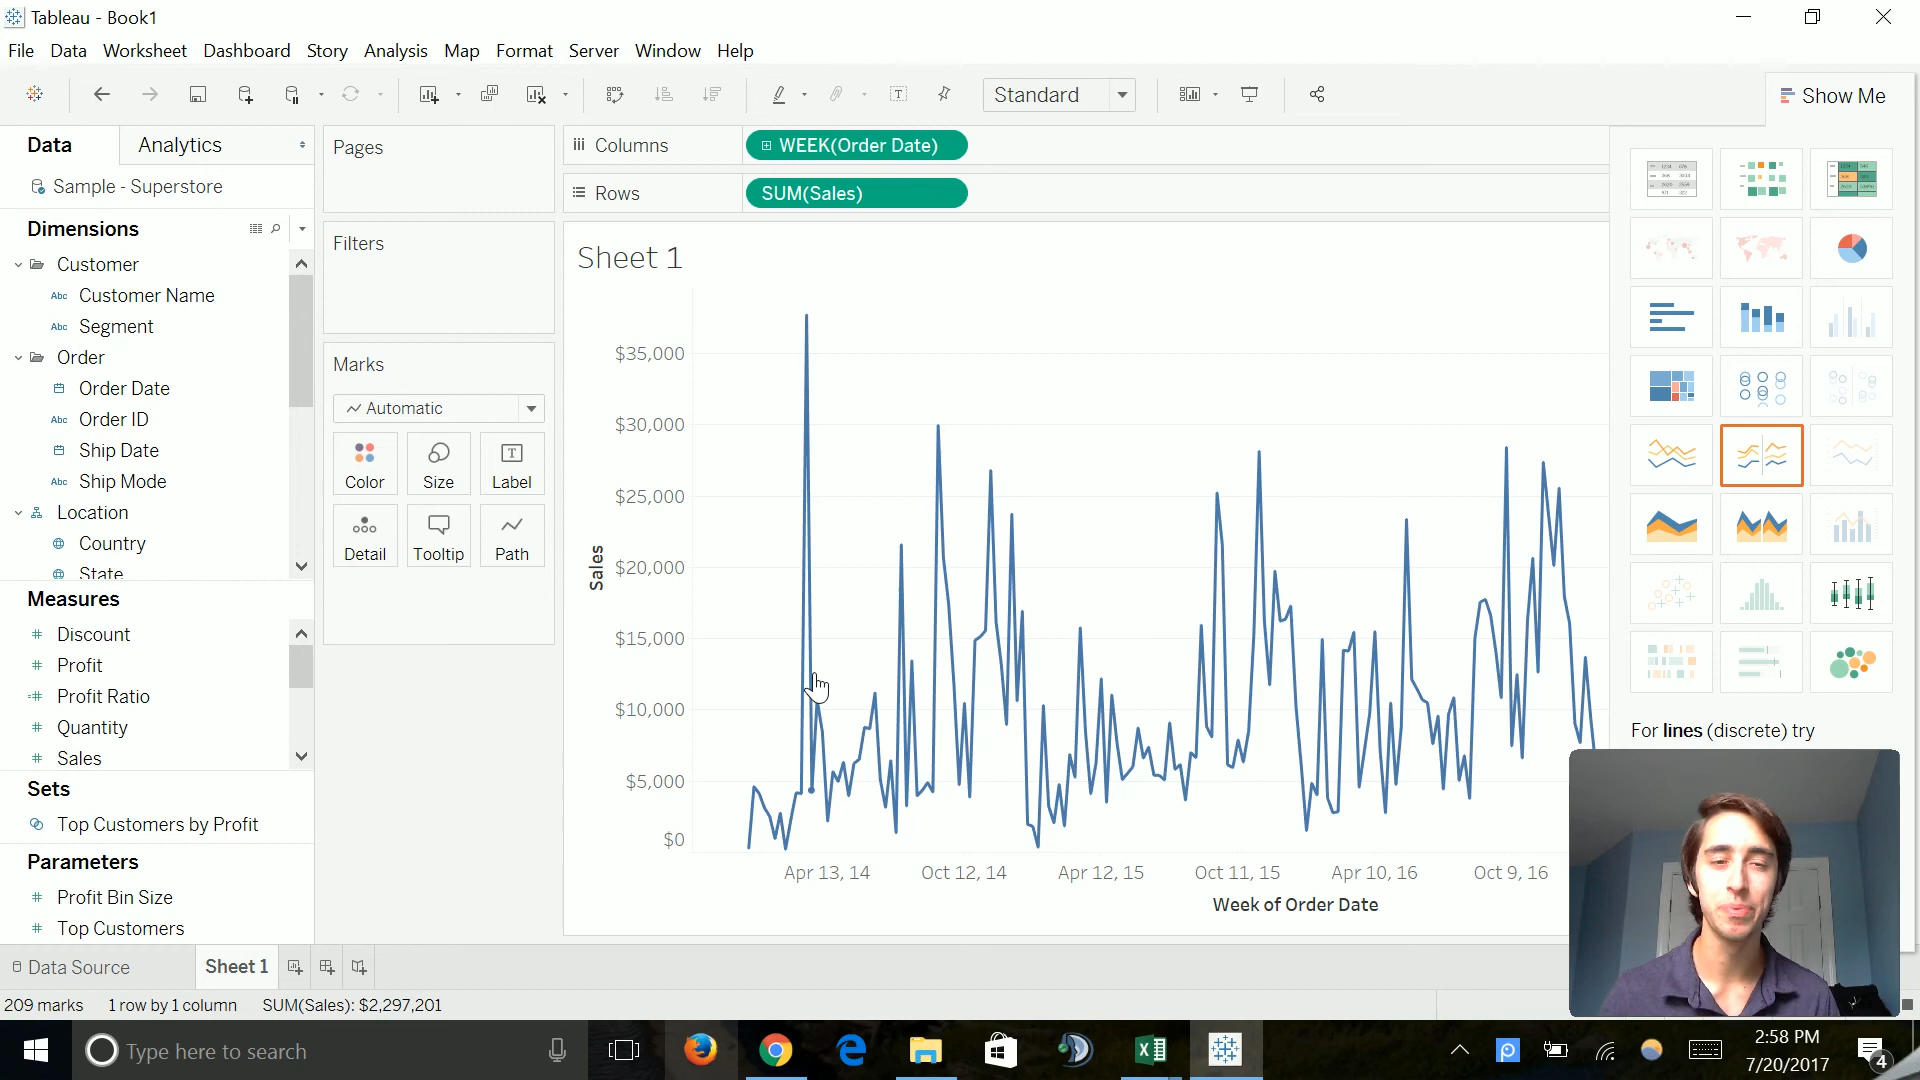 Tableau - Book1
File Data Worksheet Dashboard Story Analysis Map Format Server Window Help
Standard
Show Me
Data
Analytics
Sample - Superstore
Dimensions
Customer
Abc Customer Name
Abc Segment
Order
Order Date
Abc Order ID
Ship Date
Abc Ship Mode
Location
Country
State
Measures
# Discount
# Profit
=# Profit Ratio
# Quantity
# Sales
Sets
Top Customers by Profit
Parameters
# Profit Bin Size
# Top Customers
Pages
Filters
Marks
Automatic
Color Size Label
Detail Tooltip Path
Columns
WEEK(Order Date)
Rows
SUM(Sales)
Sheet 1
$35,000
$30,000
$25,000
$20,000
$15,000
$10,000
$5,000
$0
Sales
Apr 13, 14
Oct 12, 14
Apr 12, 15
Oct 11, 15
Apr 10, 16
Oct 9, 16
Week of Order Date
For lines (discrete) try
Data Source
Sheet 1
209 marks 1 row by 1 column SUM(Sales): $2,297,201
Type here to search
2:58 PM
7/20/2017
4